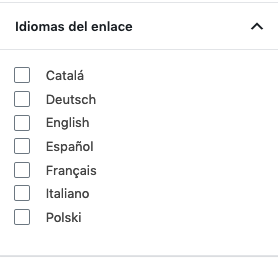 Idiomas del enlace
Catalá
Deutsch
English
Español
Français
Italiano
Polski